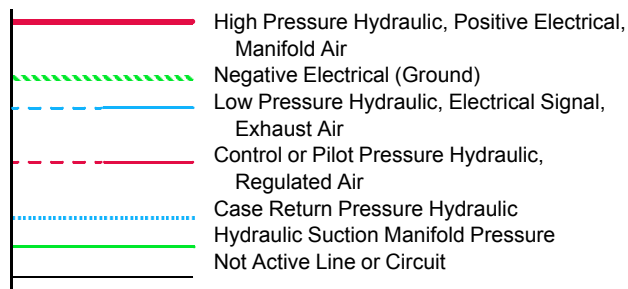 High Pressure Hydraulic, Positive Electrical,
Manifold Air
Negative Electrical (Ground)
Low Pressure Hydraulic, Electrical Signal,
Exhaust Air
Control or Pilot Pressure Hydraulic,
Regulated Air
Case Return Pressure Hydraulic
Hydraulic Suction Manifold Pressure
Not Active Line or Circuit